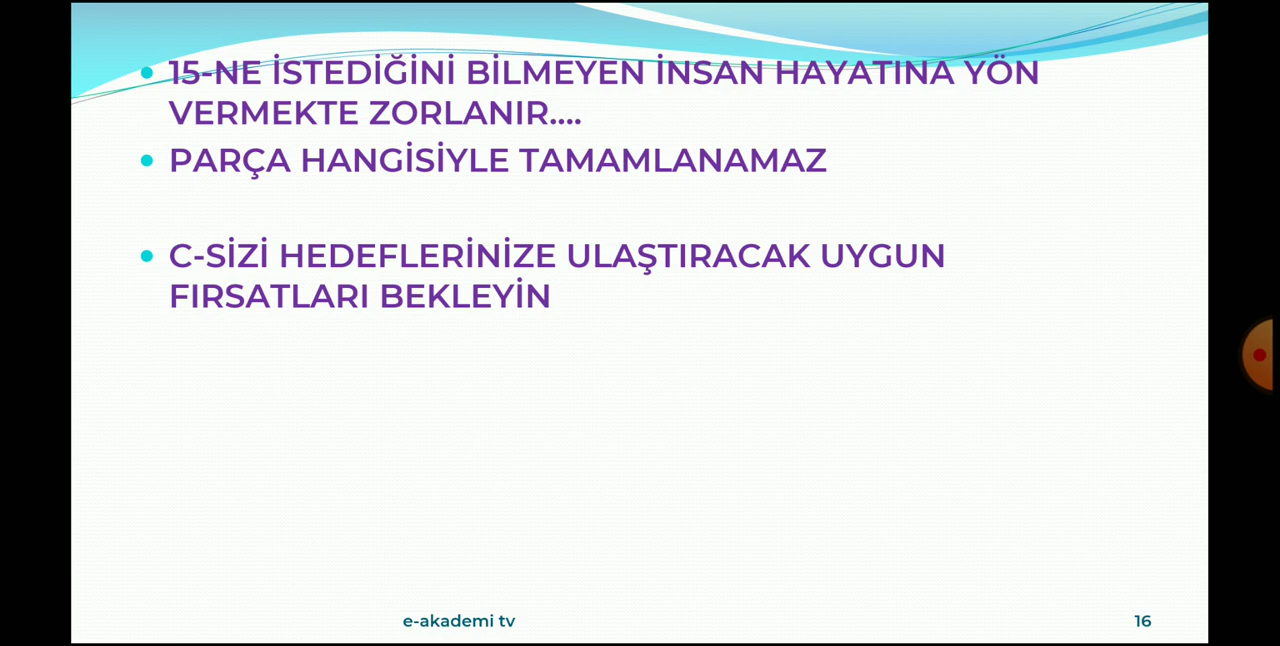 15-NE İSTEDİĞİNİ BİLMEYEN İNSAN HAYATINA YÖN
VERMEKTE ZORLANIR....
PARÇA HANGİSİYLE TAMAMLANAMAZ
C-SİZİ HEDEFLERİNİZE ULAŞTIRACAK UYGUN
FIRSATLARI BEKLEYİN
e-akademi tv
16